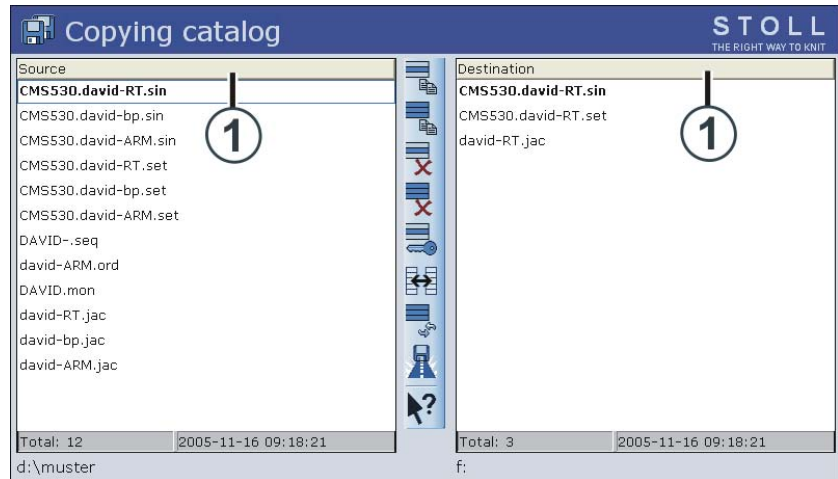 Copying catalog
STOLL
THE RIGHT WAY TO KNIT
Source
CMS530.david-RT.sin
CMS530.david-bp.sin
CMS530.david-ARM.sin
CMS530.david-RT.set
CMS530.david-bp.set
CMS530.david-ARM.set
DAVID-.seq
david-ARM.ord
DAVID.mon
david-RT.jac
david-bp.jac
david-ARM.jac
1
Total: 12 2005-11-16 09:18:21
d:\muster
?
Destination
CMS530.david-RT.sin
CMS530.david-RT.set
david-RT.jac
1
Total: 3 2005-11-16 09:18:21
f: